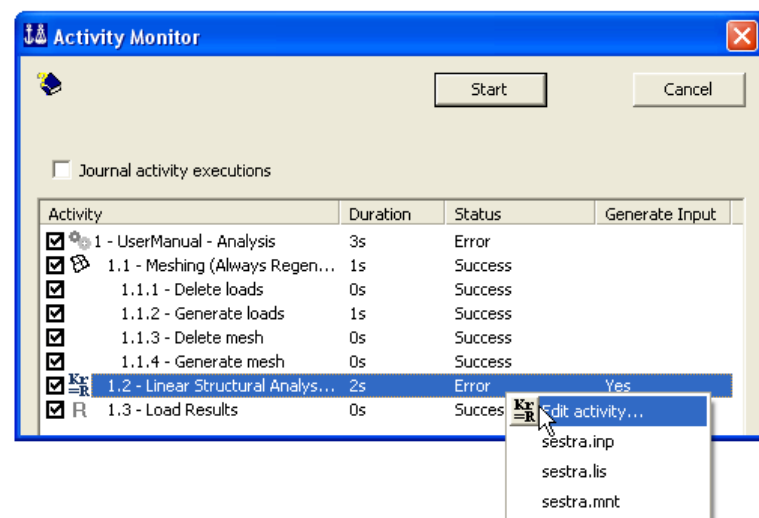 Activity Monitor
Start Cancel
Journal activity executions
Activity Duration Status Generate Input
1 - UserManual - Analysis 3s Error
1.1 - Meshing (Always Regen... 1s Success
1.1.1 - Delete loads 0s Success
1.1.2 - Generate loads 1s Success
1.1.3 - Delete mesh 0s Success
1.1.4 - Generate mesh 0s Success
Kr =R 1.2 - Linear Structural Analys... 2s Error Yes
R 1.3 - Load Results 0s Succes
Kr =R Edit activity...
sestra.inp
sestra.lis
sestra.mnt